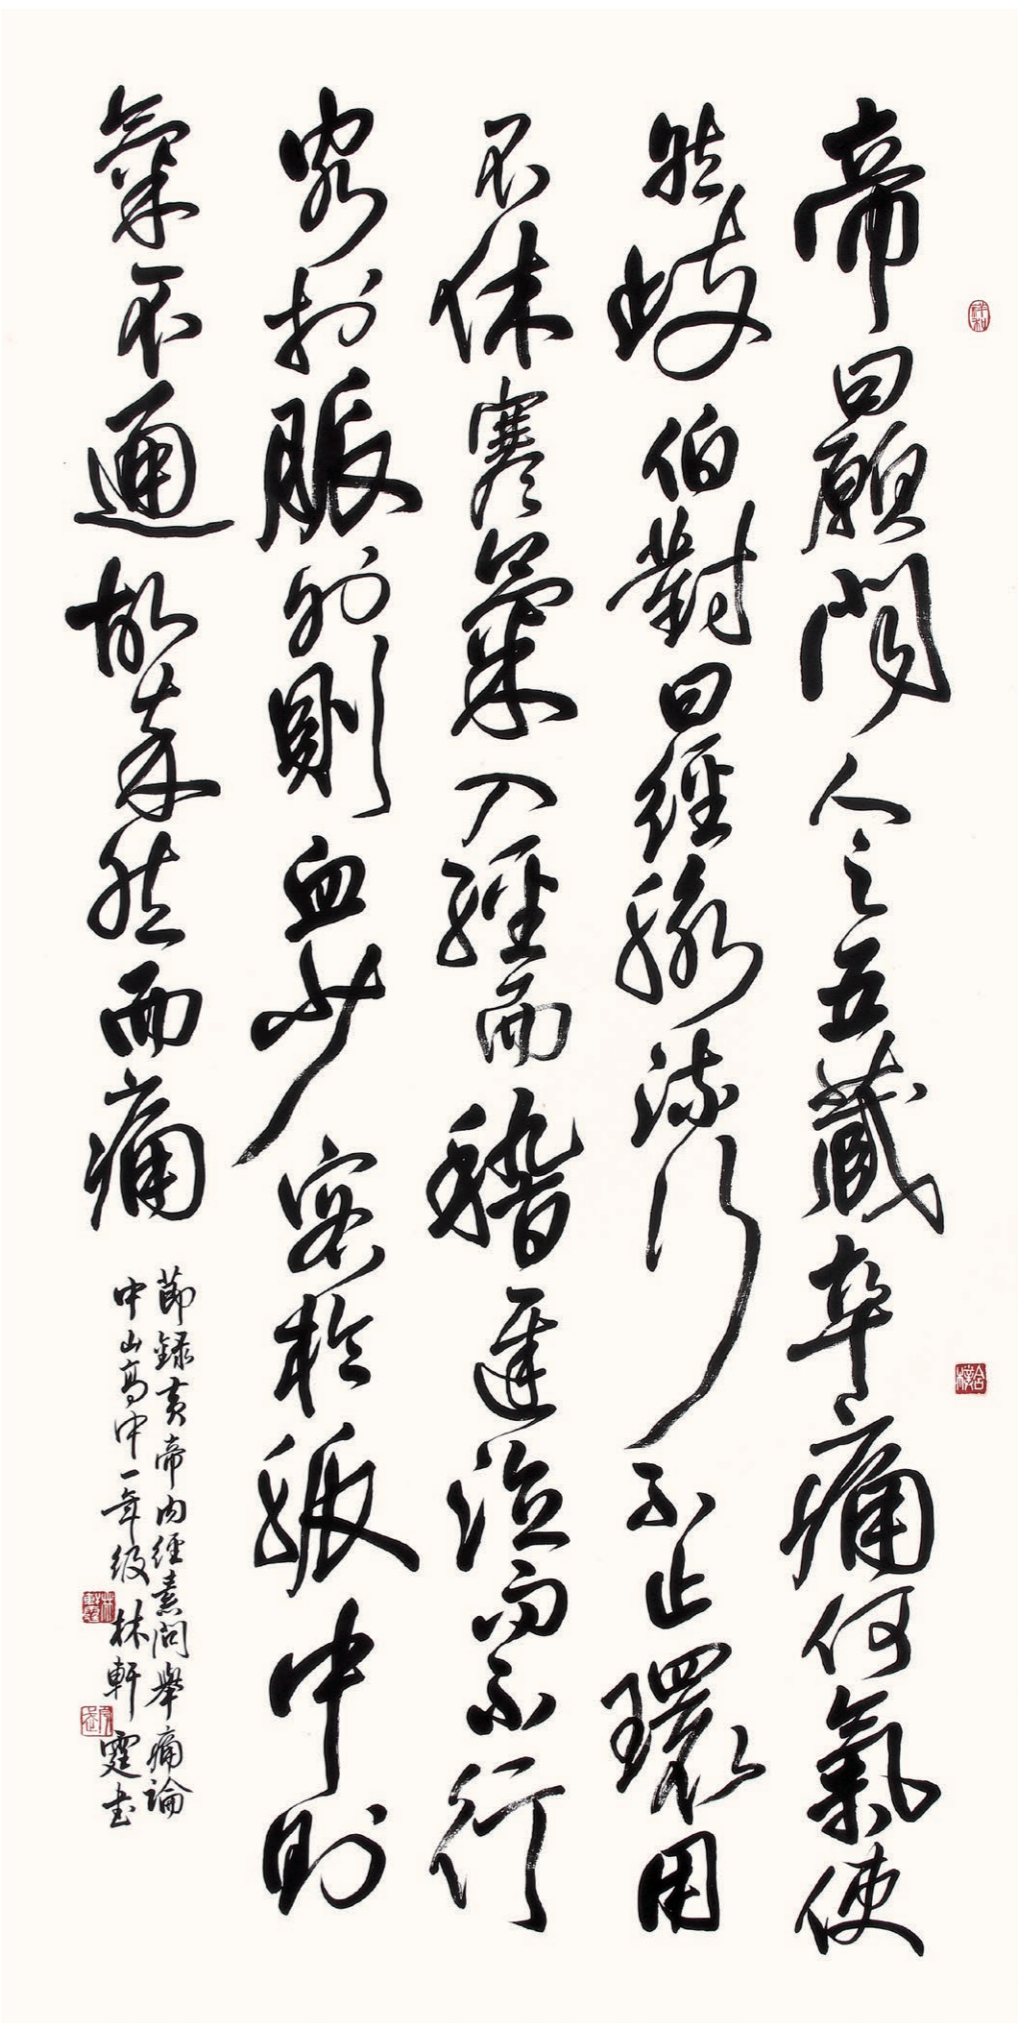 帝曰願聞人之五藏卒痛何氣使
然岐伯對曰經脉流行不止環周
不休寒氣入經而稽遲泣而不行
客於脈外則血少客於脈中則
氣不通故卒然而痛
節錄黃帝內經素問舉痛論
中山高中一年级林軒霆书